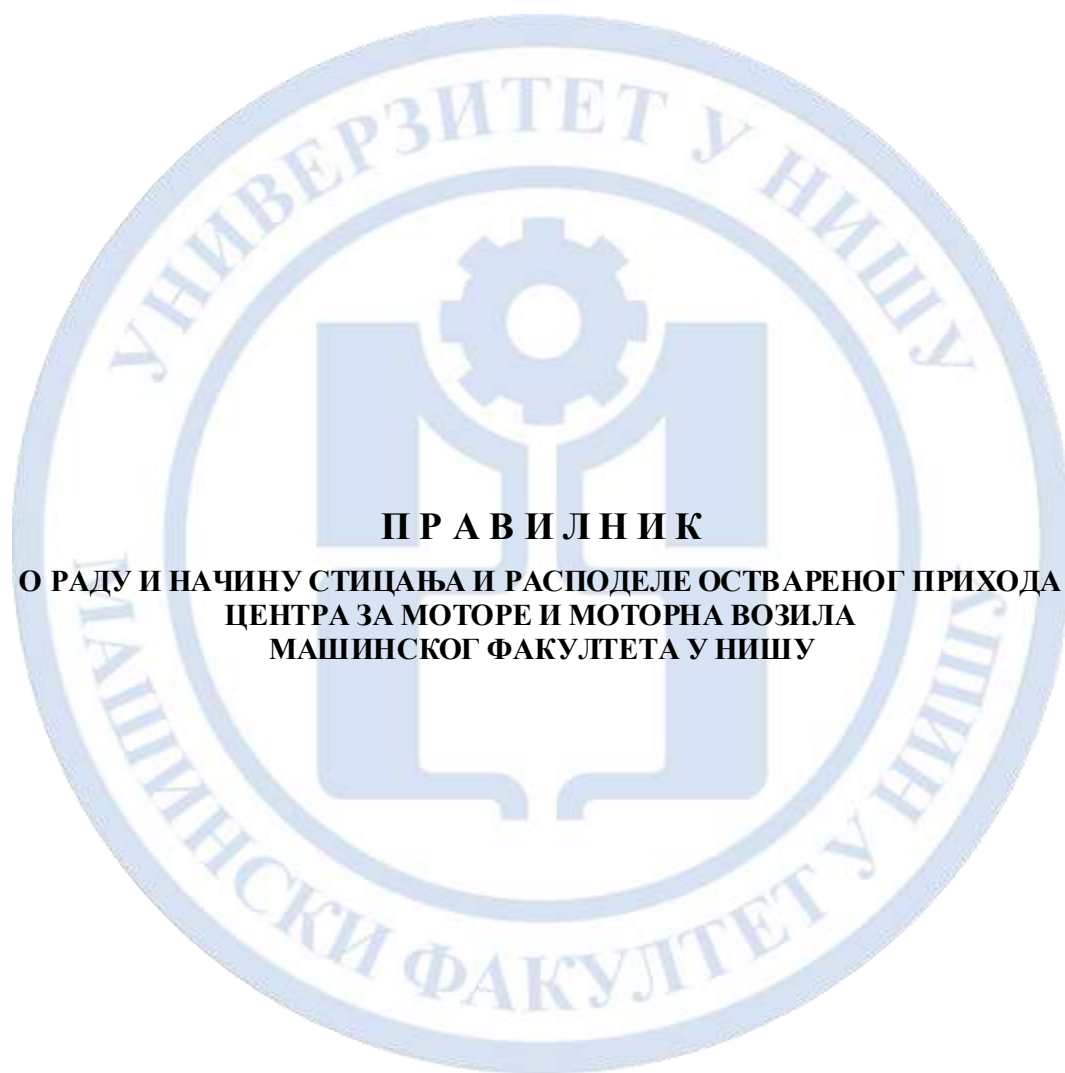 УНИВЕРЗИТЕТ У НИШУ
П Р А В И Л Н И К
О РАДУ И НАЧИНУ СТИЦАЊА И РАСПОДЕЛЕ ОСТВАРЕНОГ ПРИХОДА
ЦЕНТРА ЗА МОТОРЕ И МОТОРНА ВОЗИЛА
МАШИНСКОГ ФАКУЛТЕТА У НИШУ
МАШИНСКИ ФАКУЛТЕТ У НИШУ